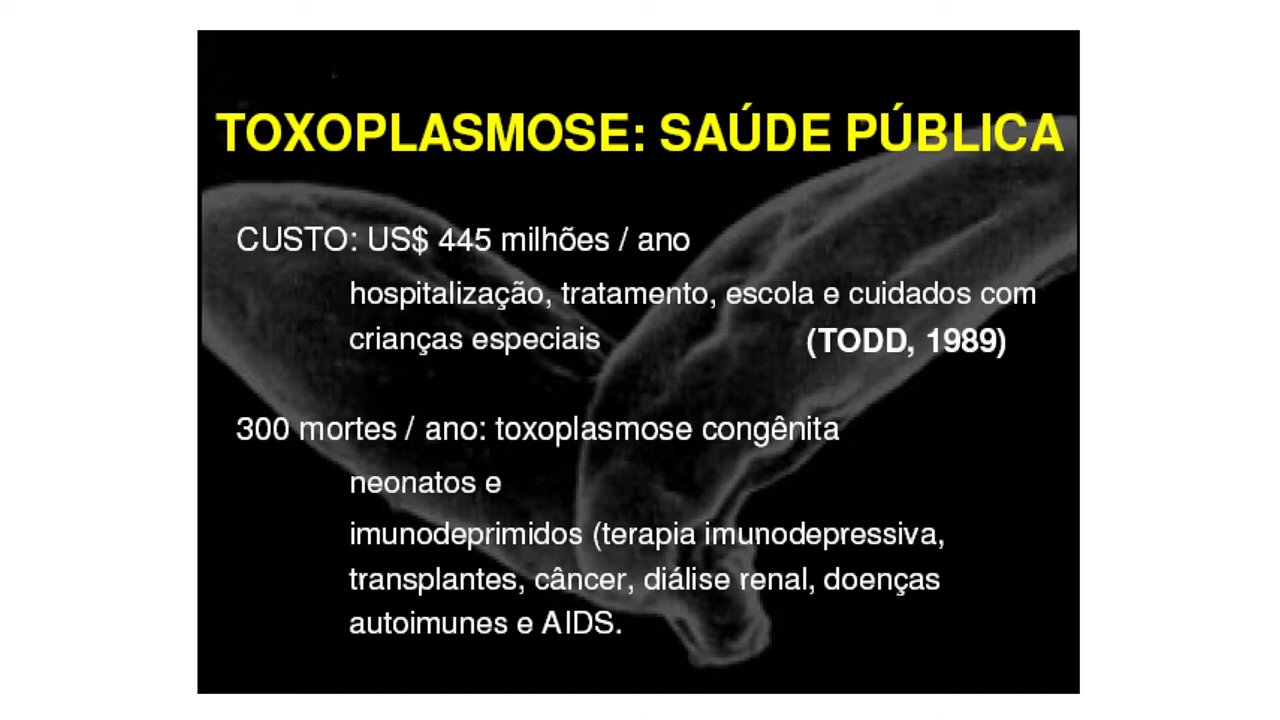 TOXOPLASMOSE: SAÚDE PÚBLICA
CUSTO: US$ 445 milhões / ano
hospitalização, tratamento, escola e cuidados com
crianças especiais (TODD, 1989)
300 mortes / ano: toxoplasmose congênita
neonatos e
imunodeprimidos (terapia imunodepressiva,
transplantes, câncer, diálise renal, doenças
autoimunes e AIDS.